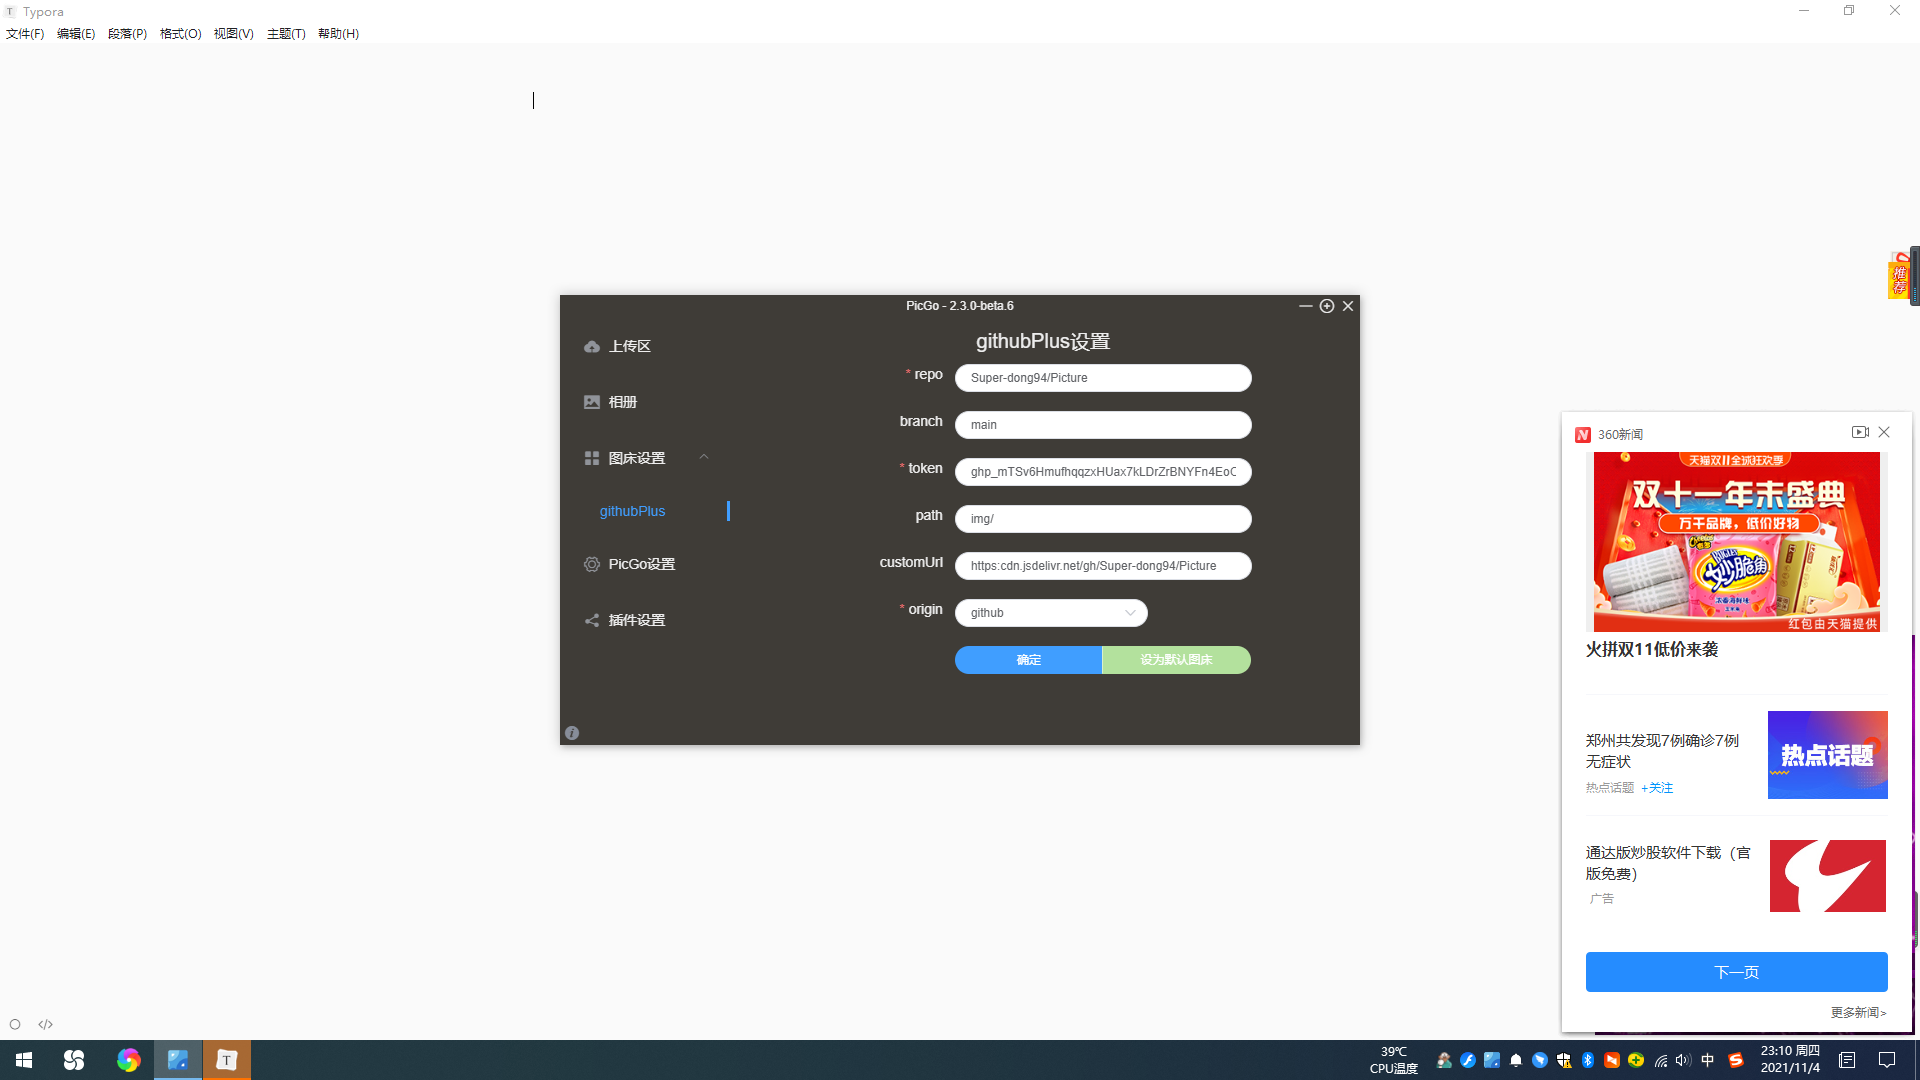 Typora
文件(F) 编辑(E) 段落(P) 格式(O) 视图(V) 主题(T) 帮助(H)
PicGo - 2.3.0-beta.6
上传区
相册
图床设置
githubPlus
PicGo设置
插件设置
githubPlus设置
* repo Super-dong94/Picture
branch main
* token ghp_mTSv6HmufhqqzxHUax7kLDrZrBNYFn4EoC
path img/
customUrl https:cdn.jsdelivr.net/gh/Super-dong94/Picture
* origin github
确定 设为默认图床
推荐
360新闻
天猫双11全球狂欢季
双十一年末盛典
万千品牌,低价好物
妙脆角
红包由天猫提供
火拼双11低价来袭
郑州共发现7例确诊7例
无症状
热点话题 +关注
热点话题
通达版炒股软件下载（官
版免费）
广告
下一页
更多新闻>
39℃
CPU温度
中
23:10 周四
2021/11/4